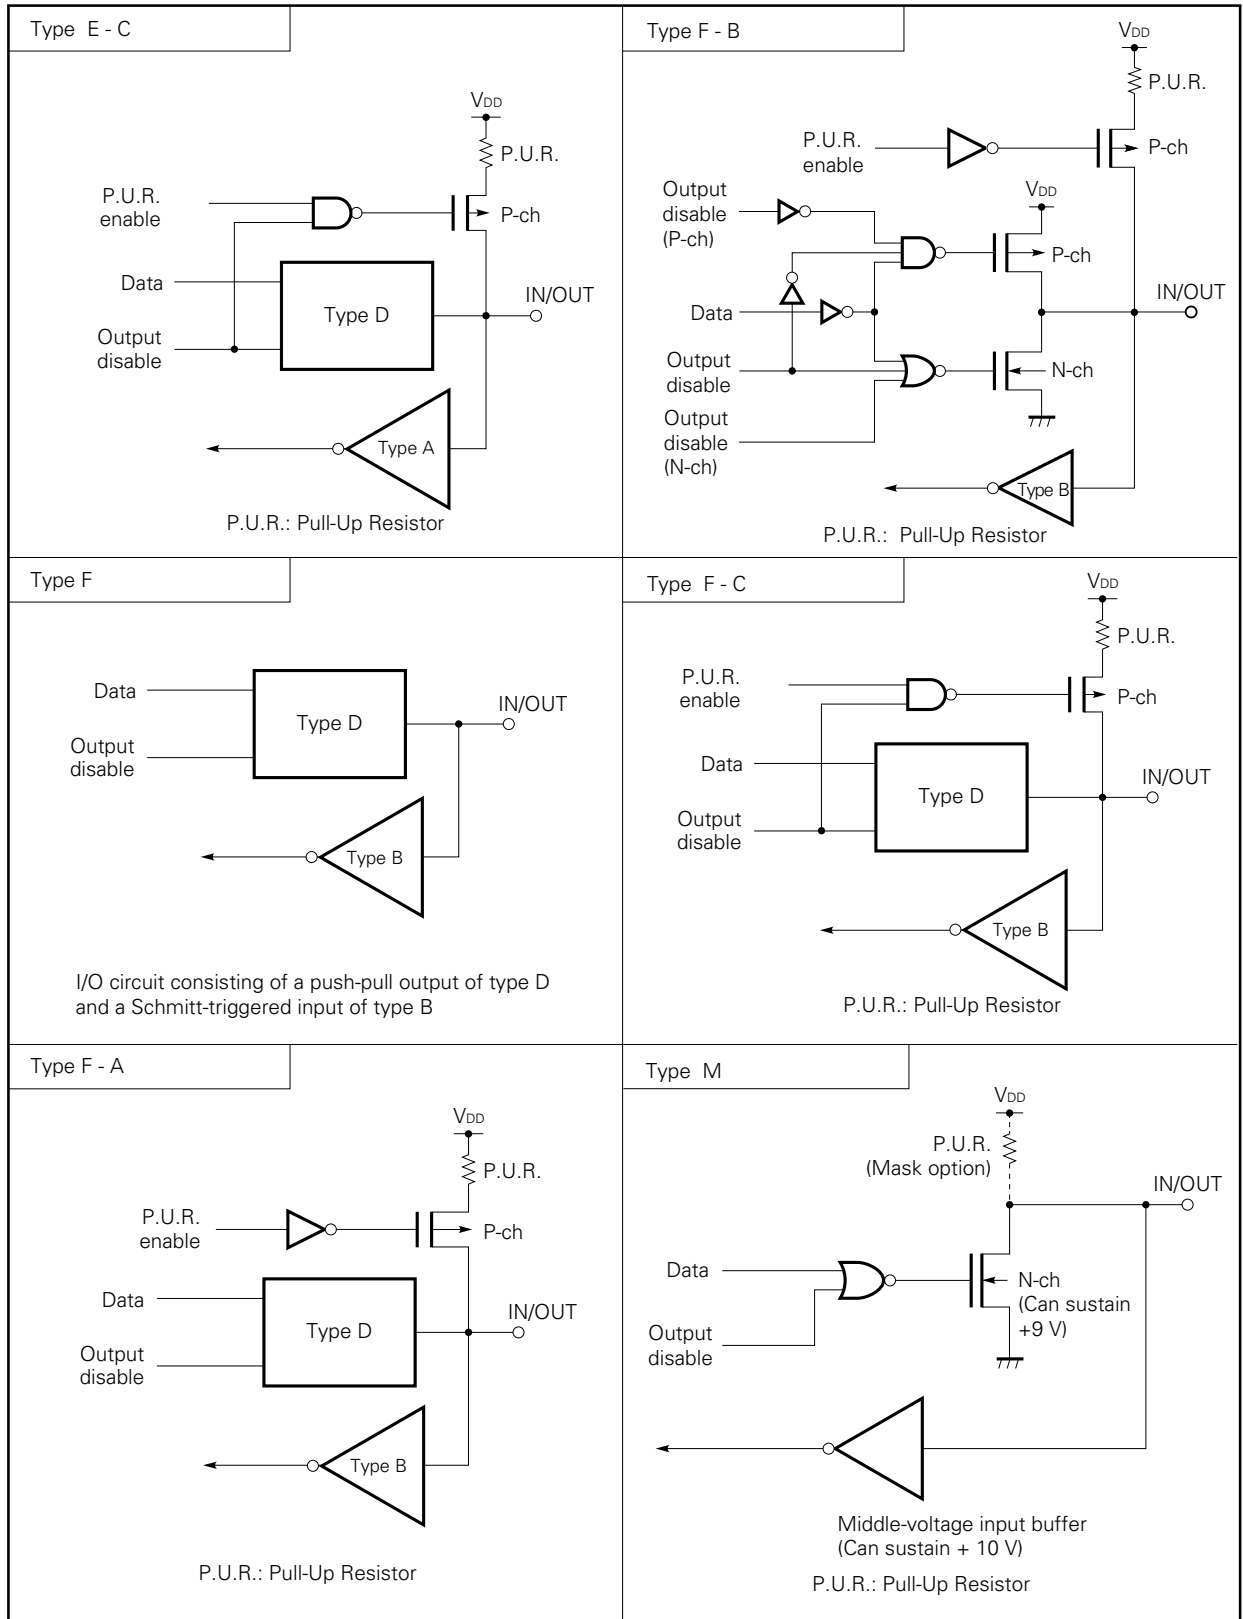 Type E - C
VDD
P.U.R.
P.U.R.
enable
P-ch
Data
Type D
IN/OUT
Output
disable
Type A
P.U.R.: Pull-Up Resistor
Type F - B
VDD
P.U.R.
P.U.R.
enable
P-ch
Output
disable
(P-ch)
VDD
P-ch
Data
IN/OUT
Output
disable
N-ch
Output
disable
(N-ch)
Type B
P.U.R.: Pull-Up Resistor
Type F
Data
Type D
IN/OUT
Output
disable
Type B
I/O circuit consisting of a push-pull output of type D
and a Schmitt-triggered input of type B
Type F - C
VDD
P.U.R.
P.U.R.
enable
P-ch
Data
Type D
IN/OUT
Output
disable
Type B
P.U.R.: Pull-Up Resistor
Type F - A
VDD
P.U.R.
P.U.R.
enable
P-ch
Data
Type D
IN/OUT
Output
disable
Type B
P.U.R.: Pull-Up Resistor
Type M
VDD
P.U.R.
(Mask option)
IN/OUT
Data
N-ch
(Can sustain
+9 V)
Output
disable
Middle-voltage input buffer
(Can sustain + 10 V)
P.U.R.: Pull-Up Resistor